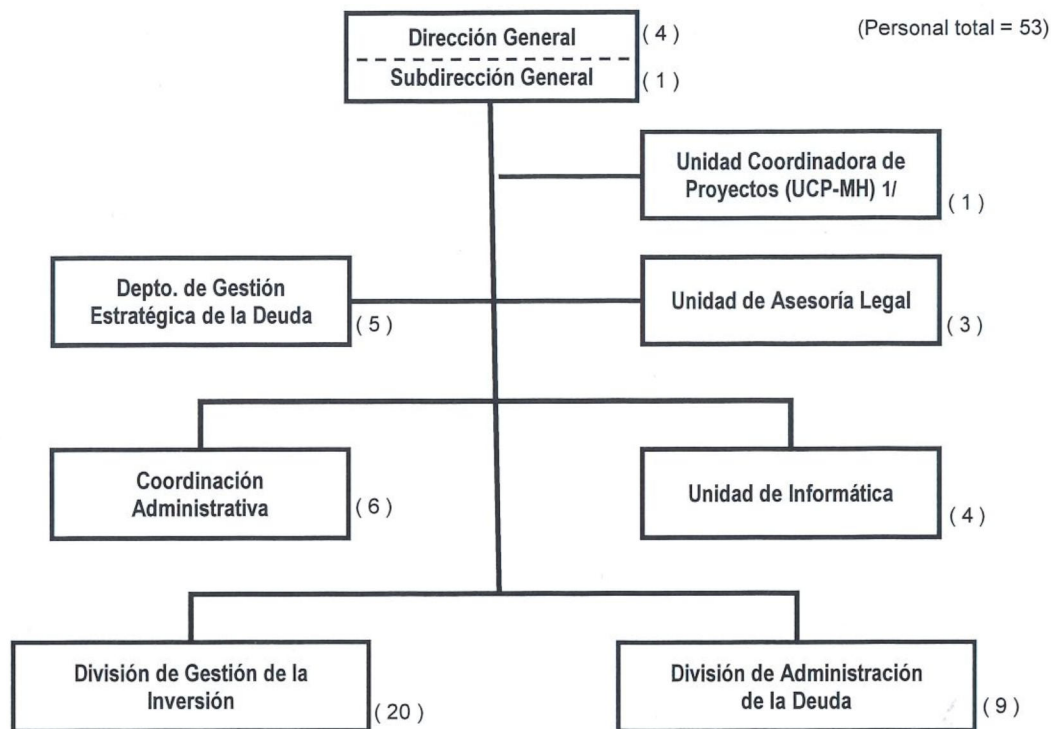 Dirección General
( 4 )
(Personal total = 53)
Subdirección General
( 1 )
Unidad Coordinadora de
Proyectos (UCP-MH) 1/
( 1 )
Depto. de Gestión
Estratégica de la Deuda
( 5 )
Unidad de Asesoría Legal
( 3 )
Coordinación
Administrativa
( 6 )
Unidad de Informática
( 4 )
División de Gestión de la
Inversión
( 20 )
División de Administración
de la Deuda
( 9 )